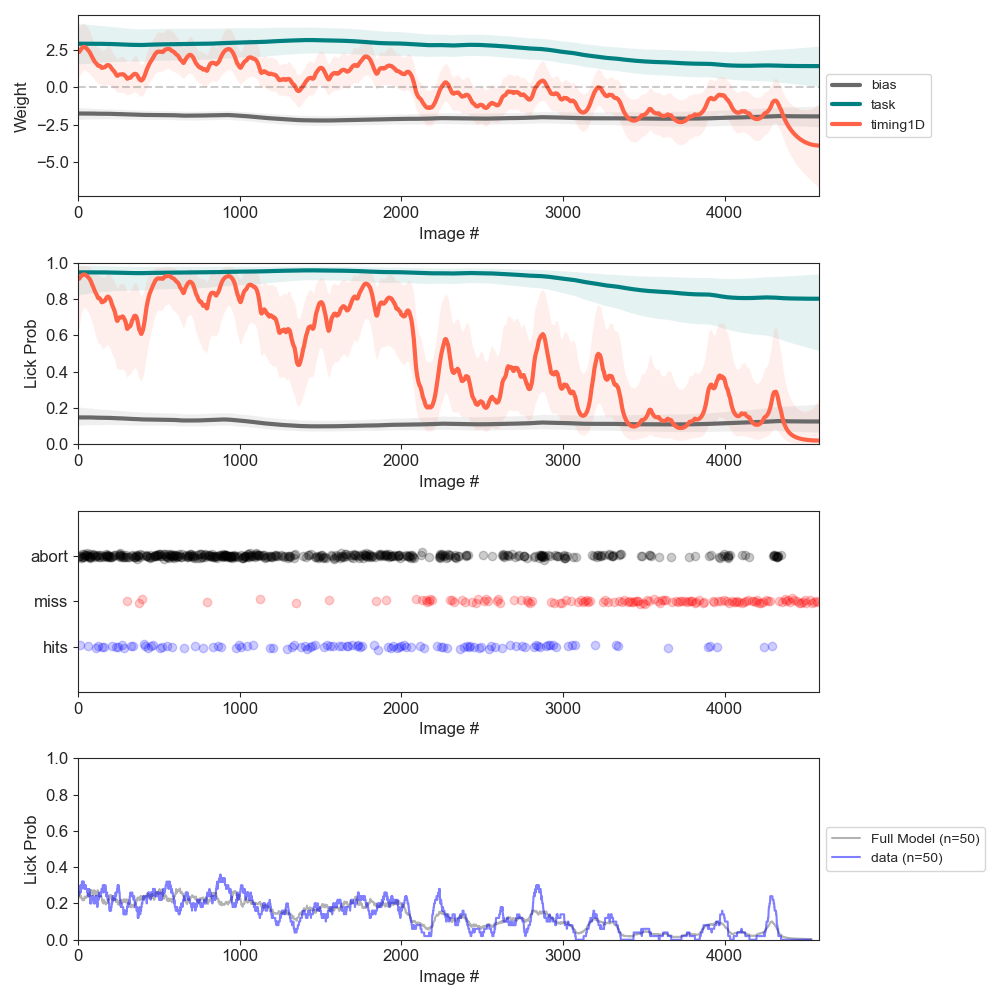 2.5
0.0
−2.5
−5.0
Weight
0 1000 2000 3000 4000
Image #
bias
task
timing1D
1.0
0.8
0.6
0.4
0.2
0.0
Lick Prob
0 1000 2000 3000 4000
Image #
abort
miss
hits
0 1000 2000 3000 4000
Image #
1.0
0.8
0.6
0.4
0.2
0.0
Lick Prob
0 1000 2000 3000 4000
Image #
Full Model (n=50)
data (n=50)